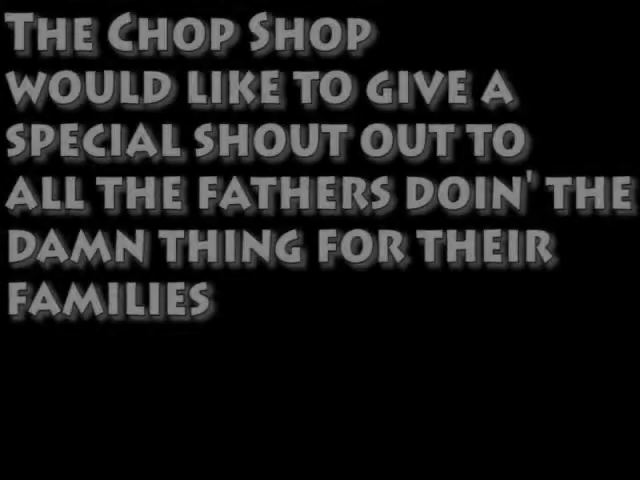 The Chop Shop
would like to give a
special shout out to
all the fathers doin' the
damn thing for their
families